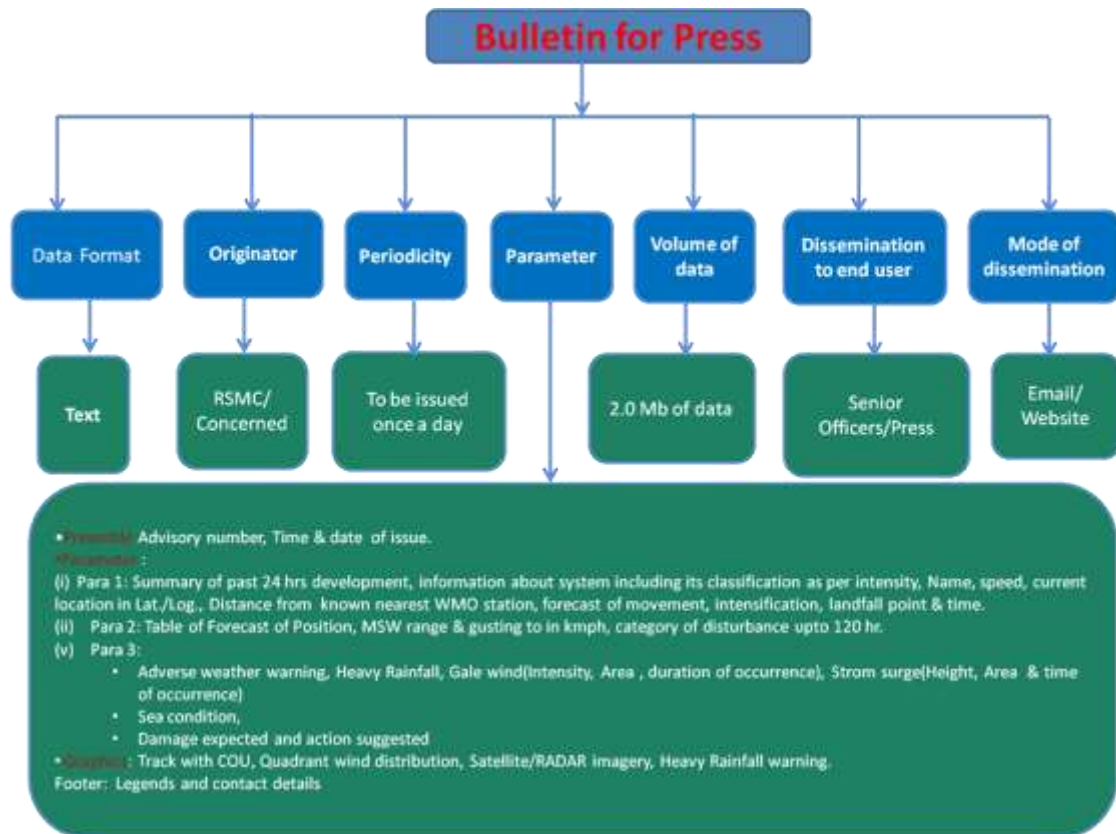 Bulletin for Press
Data Format
Originator
Periodicity
Parameter
Volume of
data
Dissemination
to end user
Mode of
dissemination
Text
RSMC/
Concerned
To be issued
once a day
2.0 Mb of data
Senior
Officers/Press
Email/
Website
• Advisory number, Time & date of issue.
•Parameter :
(i) Para 1: Summary of past 24 hrs development, information about system including its classification as per intensity, Name, speed, current
location in Lat./Log., Distance from known nearest WMO station, forecast of movement, intensification, landfall point & time.
(ii) Para 2: Table of Forecast of Position, MSW range & gusting to in kmph, category of disturbance upto 120 hr.
(v) Para 3:
• Adverse weather warning, Heavy Rainfall, Gale wind(Intensity, Area , duration of occurrence), Strom surge(Height, Area & time
of occurrence)
• Sea condition,
• Damage expected and action suggested
•Graphics: Track with COU, Quadrant wind distribution, Satellite/RADAR imagery, Heavy Rainfall warning.
Footer: Legends and contact details